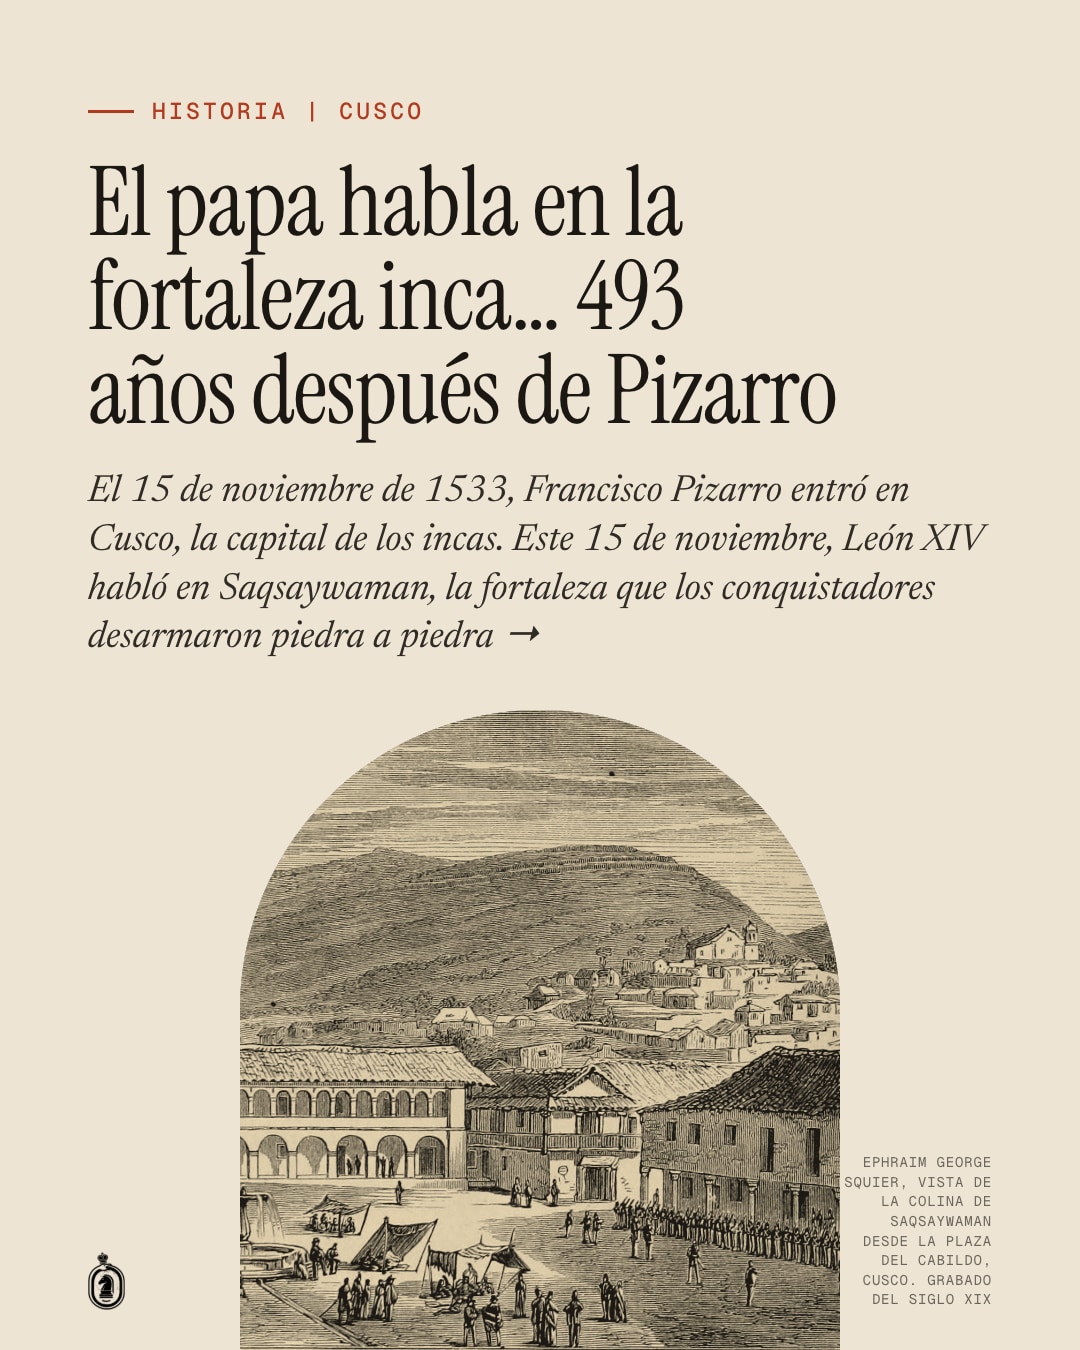 HISTORIA | CUSCO
El papa habla en la
fortaleza inca... 493
años después de Pizarro
El 15 de noviembre de 1533, Francisco Pizarro entró en
Cusco, la capital de los incas. Este 15 de noviembre, León XIV
habló en Saqsaywaman, la fortaleza que los conquistadores
desarmaron piedra a piedra →
EPHRAIM GEORGE
SQUIER, VISTA DE
LA COLINA DE
SAQSAYWAMAN
DESDE LA PLAZA
DEL CABILDO,
CUSCO. GRABADO
DEL SIGLO XIX